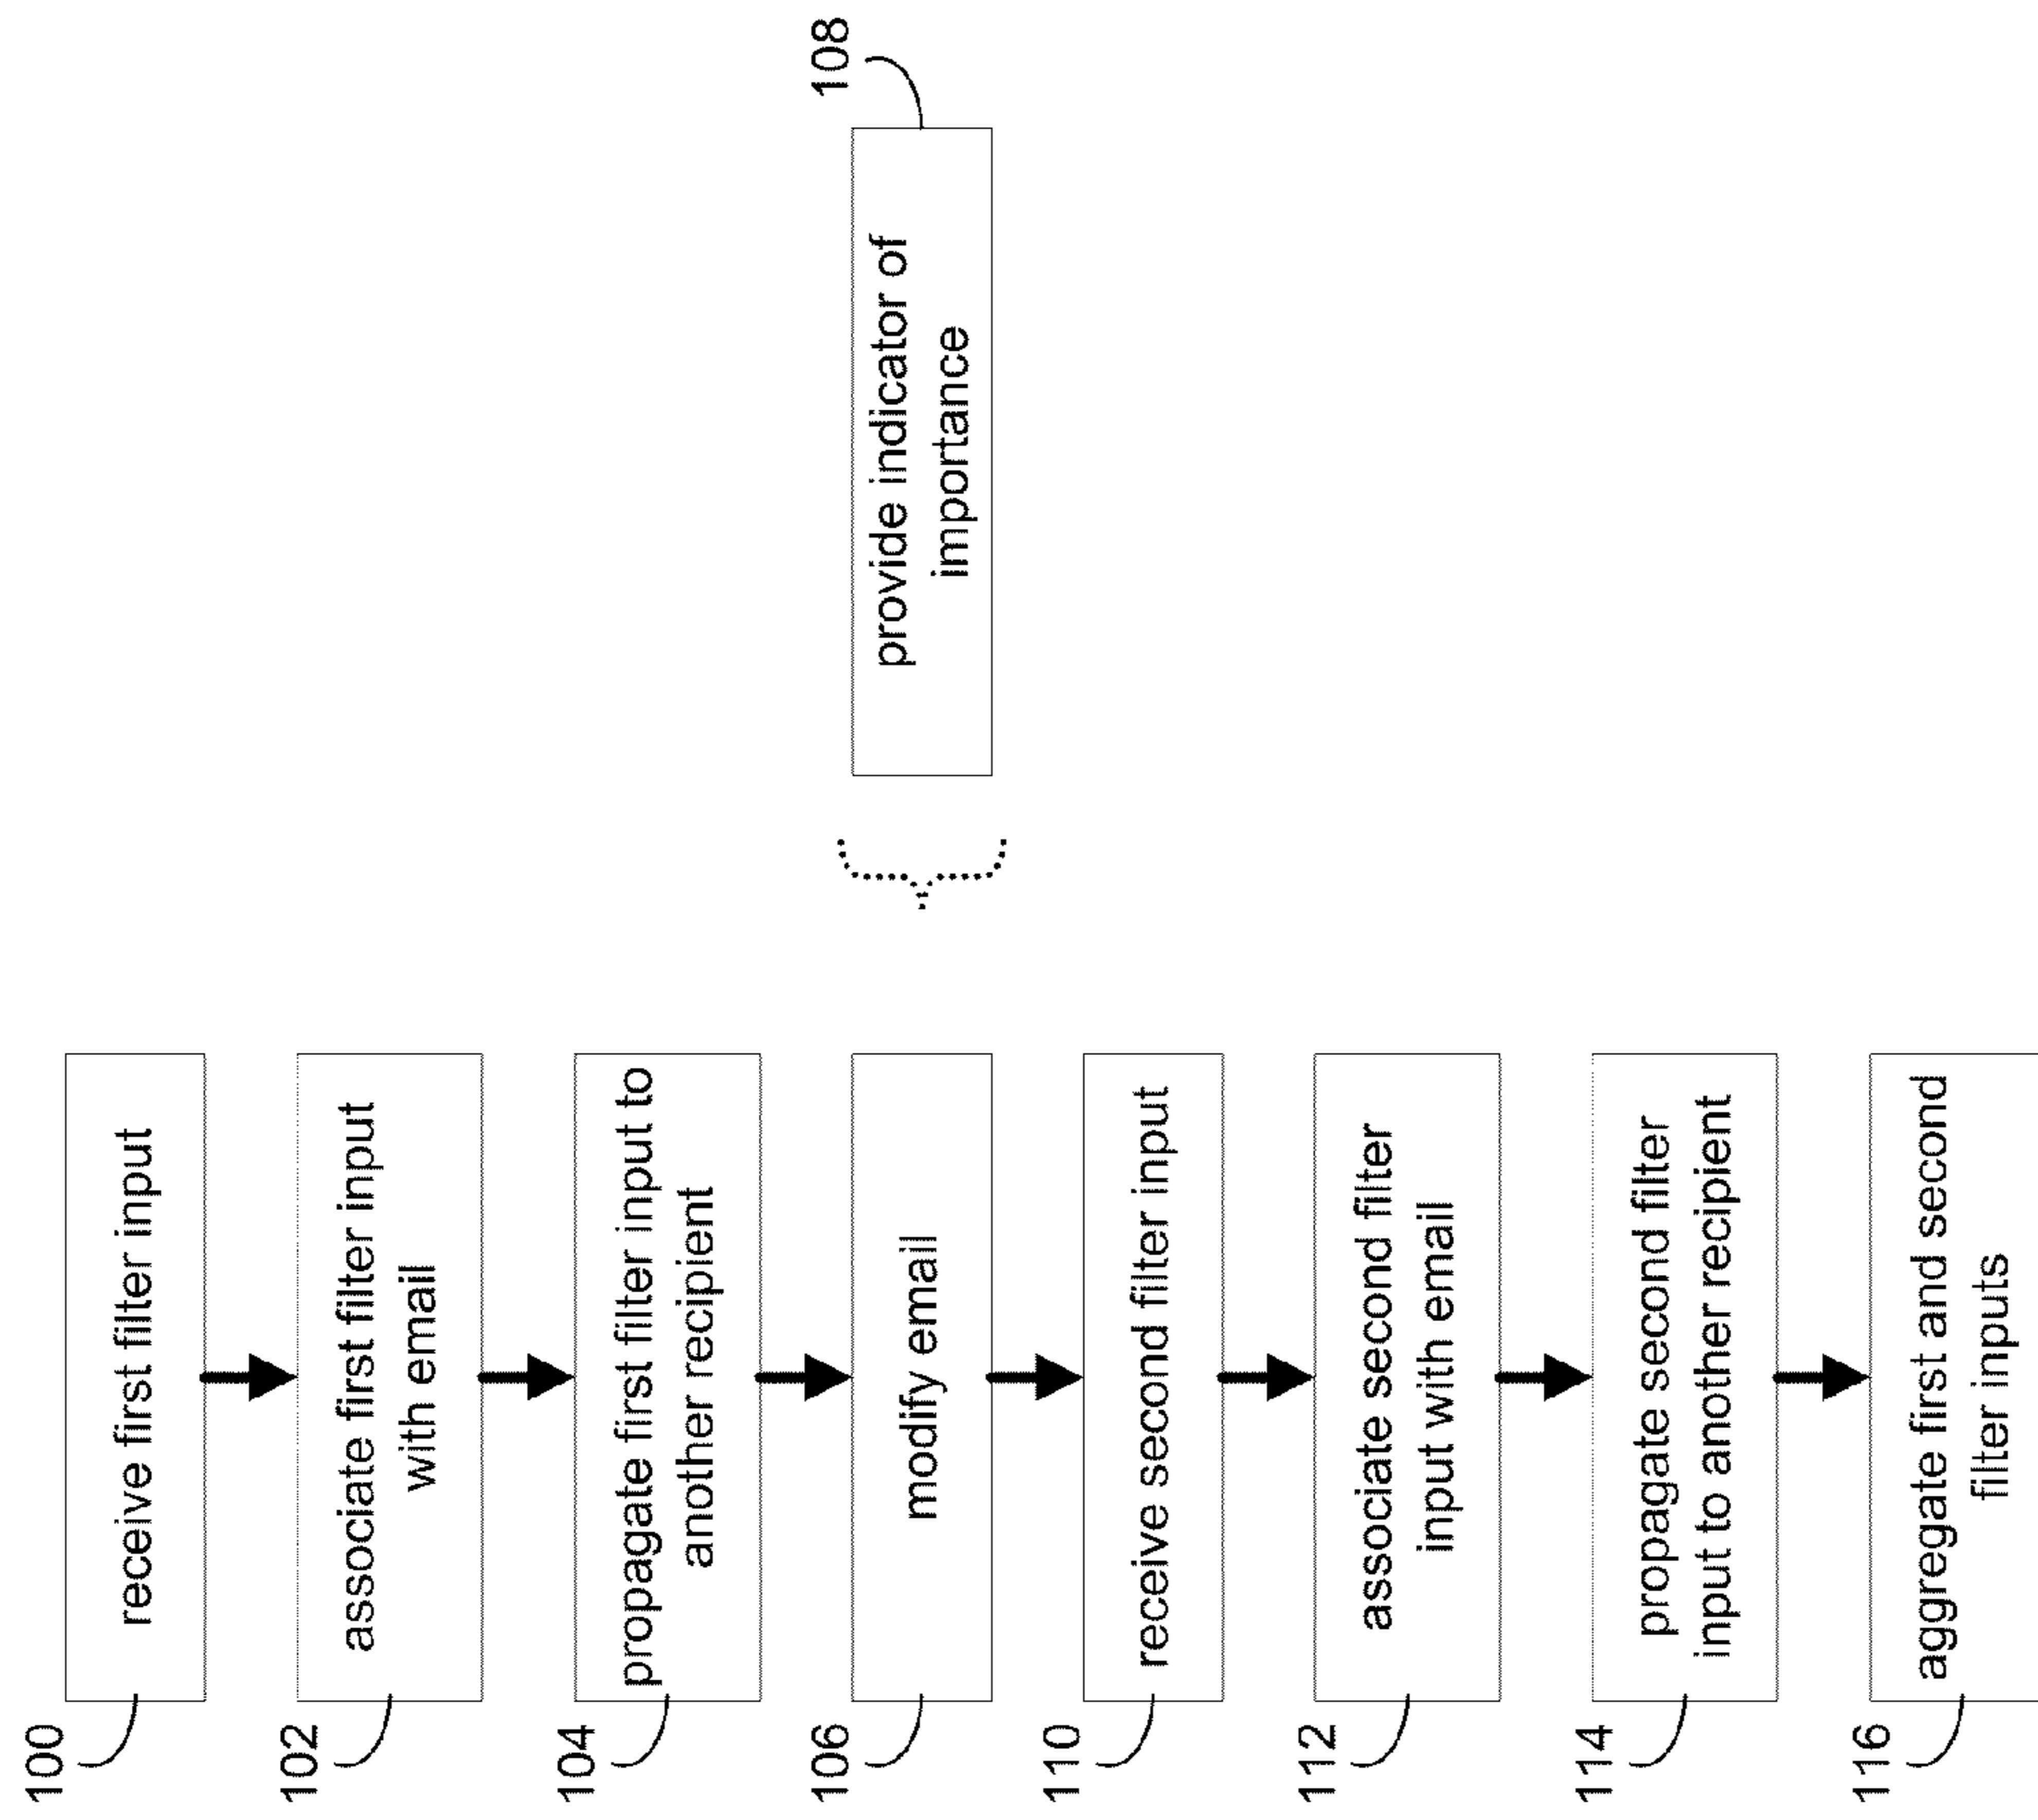 100
receive first filter input
102
associate first filter input
with email
104
propagate first filter input to
another recipient
106
modify email
108
provide indicator of
importance
110
receive second filter input
112
associate second filter
input with email
114
propagate second filter
input to another recipient
116
aggregate first and second
filter inputs